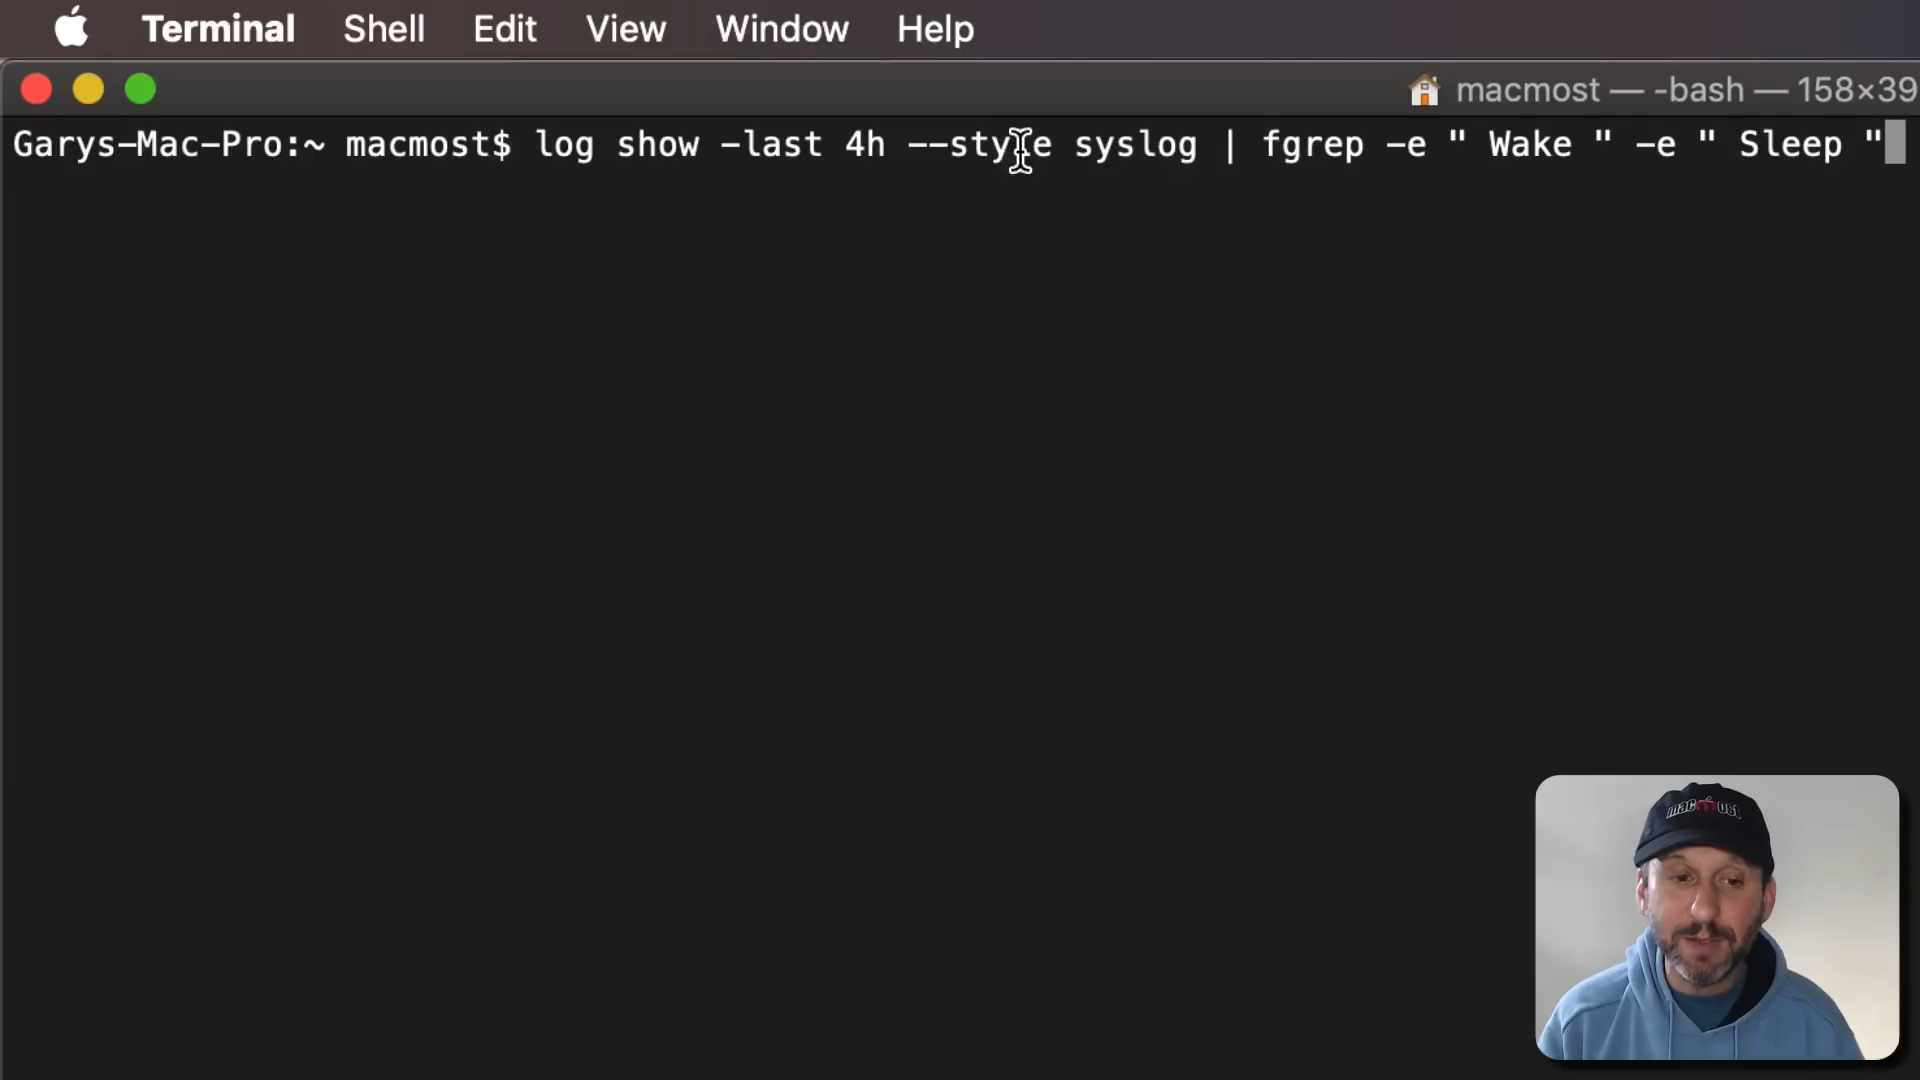 Terminal Shell Edit View Window Help
macmost — -bash — 158×39
Garys-Mac-Pro:~ macmost$ log show -last 4h --style syslog | fgrep -e " Wake " -e " Sleep "
macmost